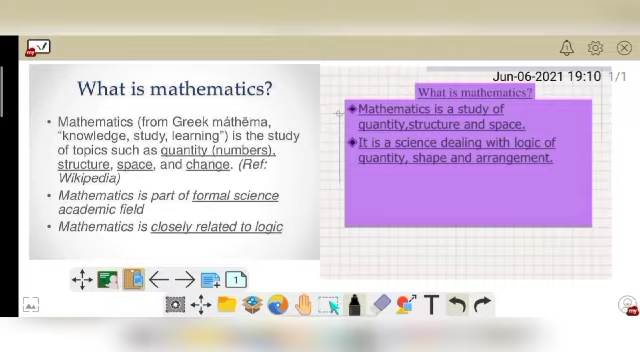 Jun-06-2021 19:10 1/1
What is mathematics?
• Mathematics (from Greek máthēma,
"knowledge, study, learning") is the study
of topics such as quantity (numbers),
structure, space, and change. (Ref:
Wikipedia)
• Mathematics is part of formal science
academic field
• Mathematics is closely related to logic
What is mathematics?
◈Mathematics is a study of
quantity,structure and space.
◈It is a science dealing with logic of
quantity, shape and arrangement.
1
T